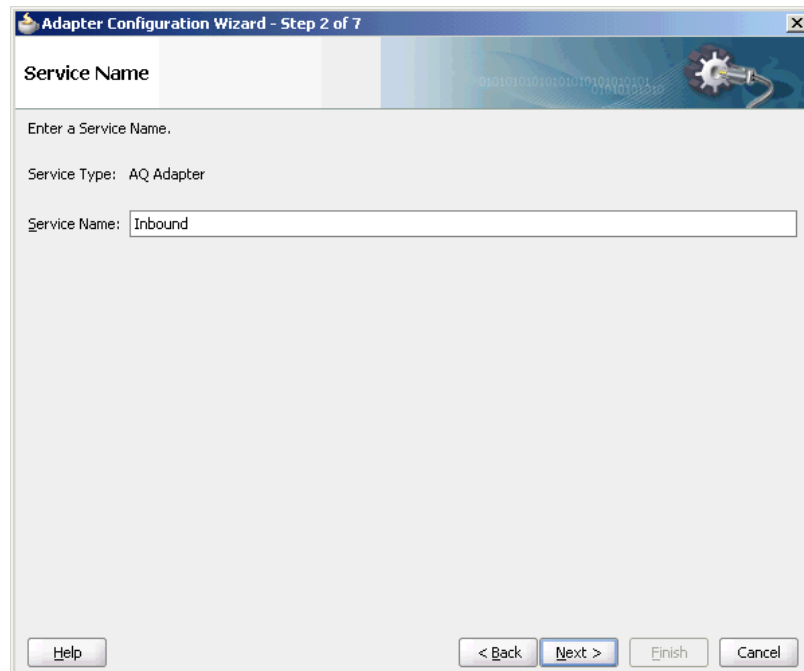 Adapter Configuration Wizard - Step 2 of 7
Service Name
Enter a Service Name.
Service Type: AQ Adapter
Service Name: Inbound
Help < Back Next > Finish Cancel